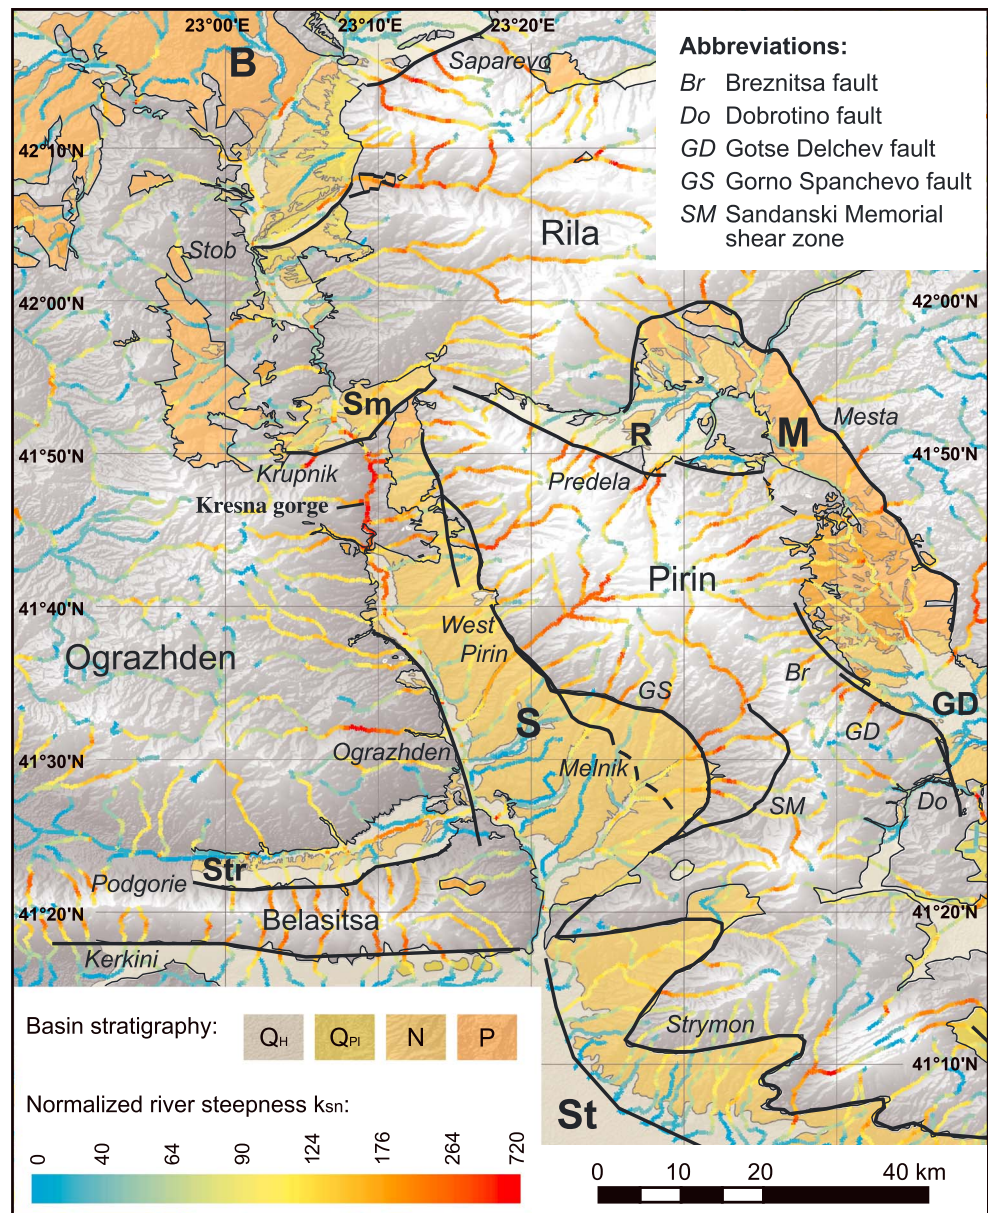 23°00'E
23°10'E
23°20'E
B
Saparevo
Abbreviations:
Br Breznitsa fault
Do Dobrotino fault
GD Gotse Delchev fault
GS Gorno Spanchevo fault
SM Sandanski Memorial
shear zone
42°10'N
Stob
Rila
42°00'N
42°00'N
Sm
R
M
Mesta
41°50'N
41°50'N
Krupnik
Predela
Kresna gorge
Pirin
41°40'N
41°40'N
West
Pirin
Ograzhden
Br
GS
GD
S
GD
Ograzhden
41°30'N
41°30'N
Melnik
SM
Do
Str
Podgorie
41°20'N
41°20'N
Belasitsa
Kerkini
Basin stratigraphy:
QH
QPl
N
P
Strymon
41°10'N
Normalized river steepness ksn:
St
0 40 64 90 124 176 264 720
0 10 20 40 km